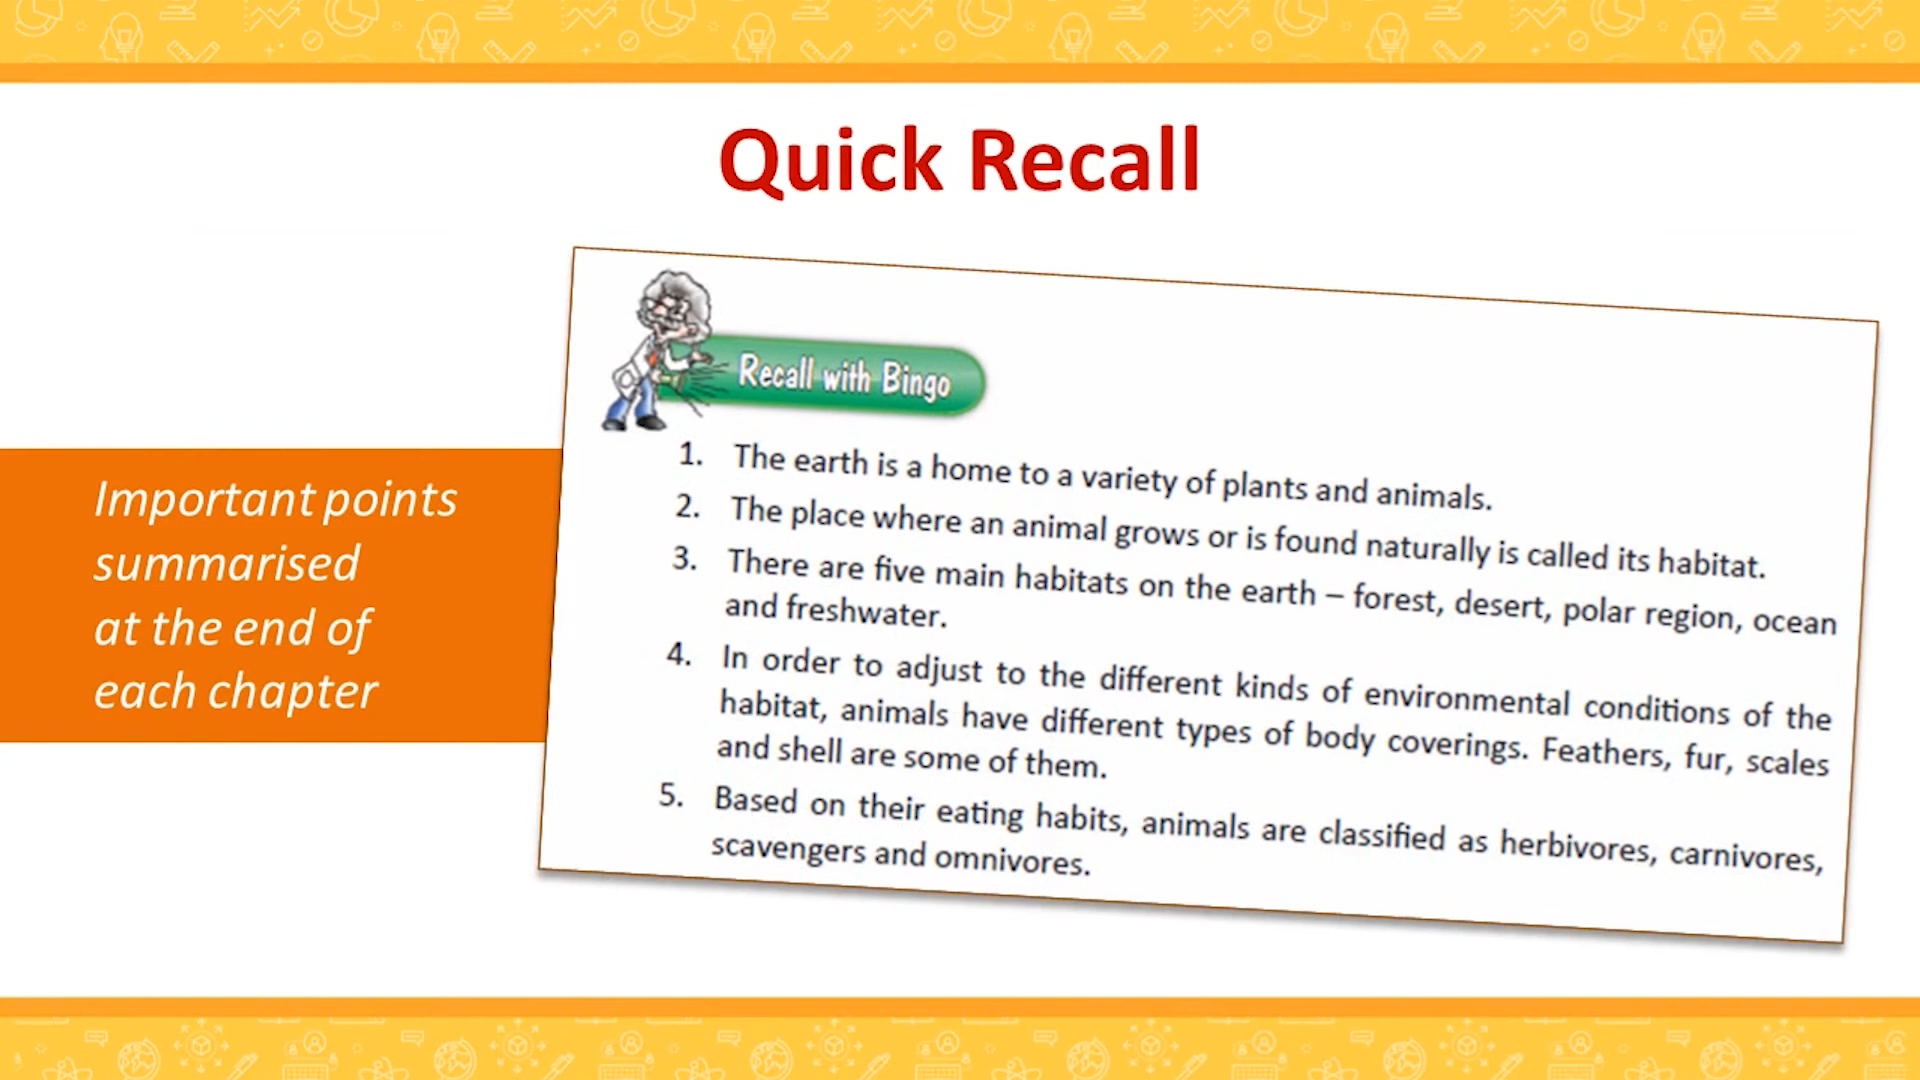 Quick Recall
Important points
summarised
at the end of
each chapter
Recall with Bingo
1. The earth is a home to a variety of plants and animals.
2. The place where an animal grows or is found naturally is called its habitat.
3. There are five main habitats on the earth – forest, desert, polar region, ocean
and freshwater.
4. In order to adjust to the different kinds of environmental conditions of the
habitat, animals have different types of body coverings. Feathers, fur, scales
and shell are some of them.
5. Based on their eating habits, animals are classified as herbivores, carnivores,
scavengers and omnivores.